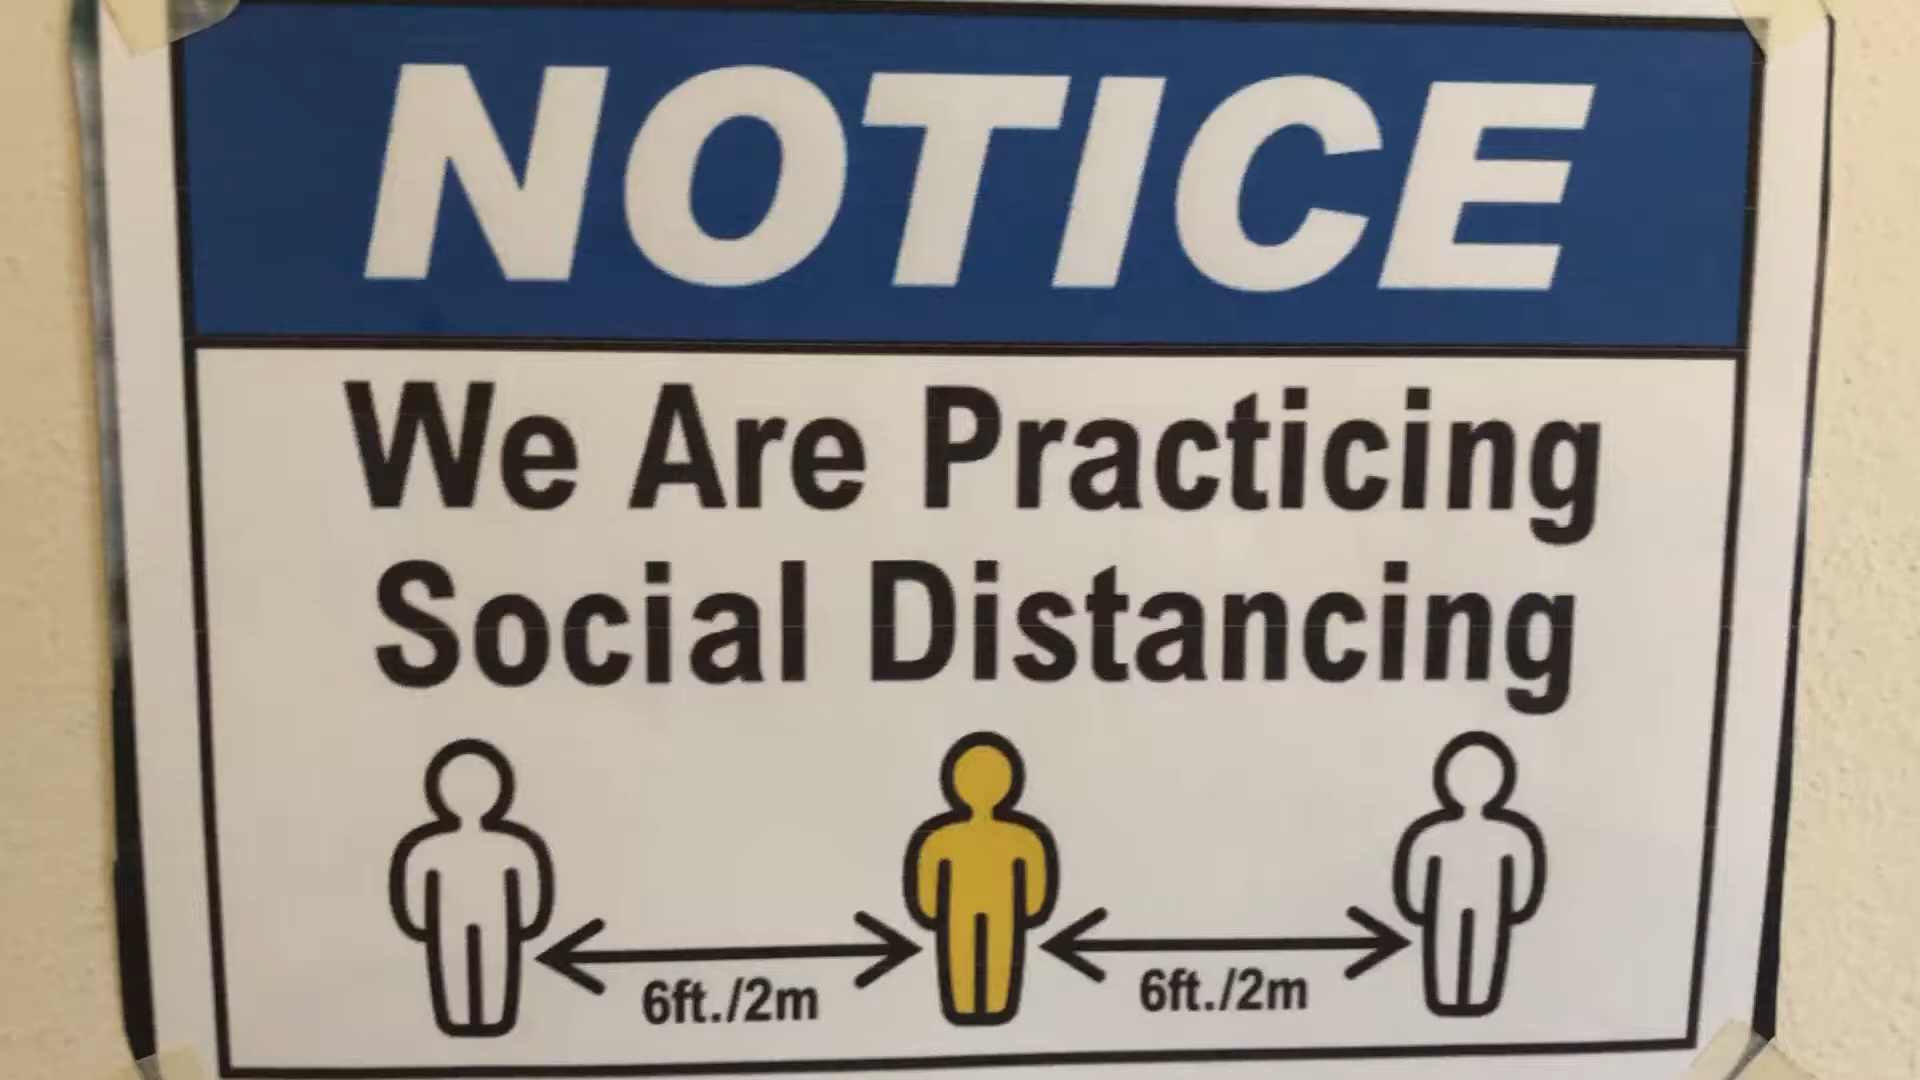 NOTICE
We Are Practicing
Social Distancing
6ft./2m 6ft./2m